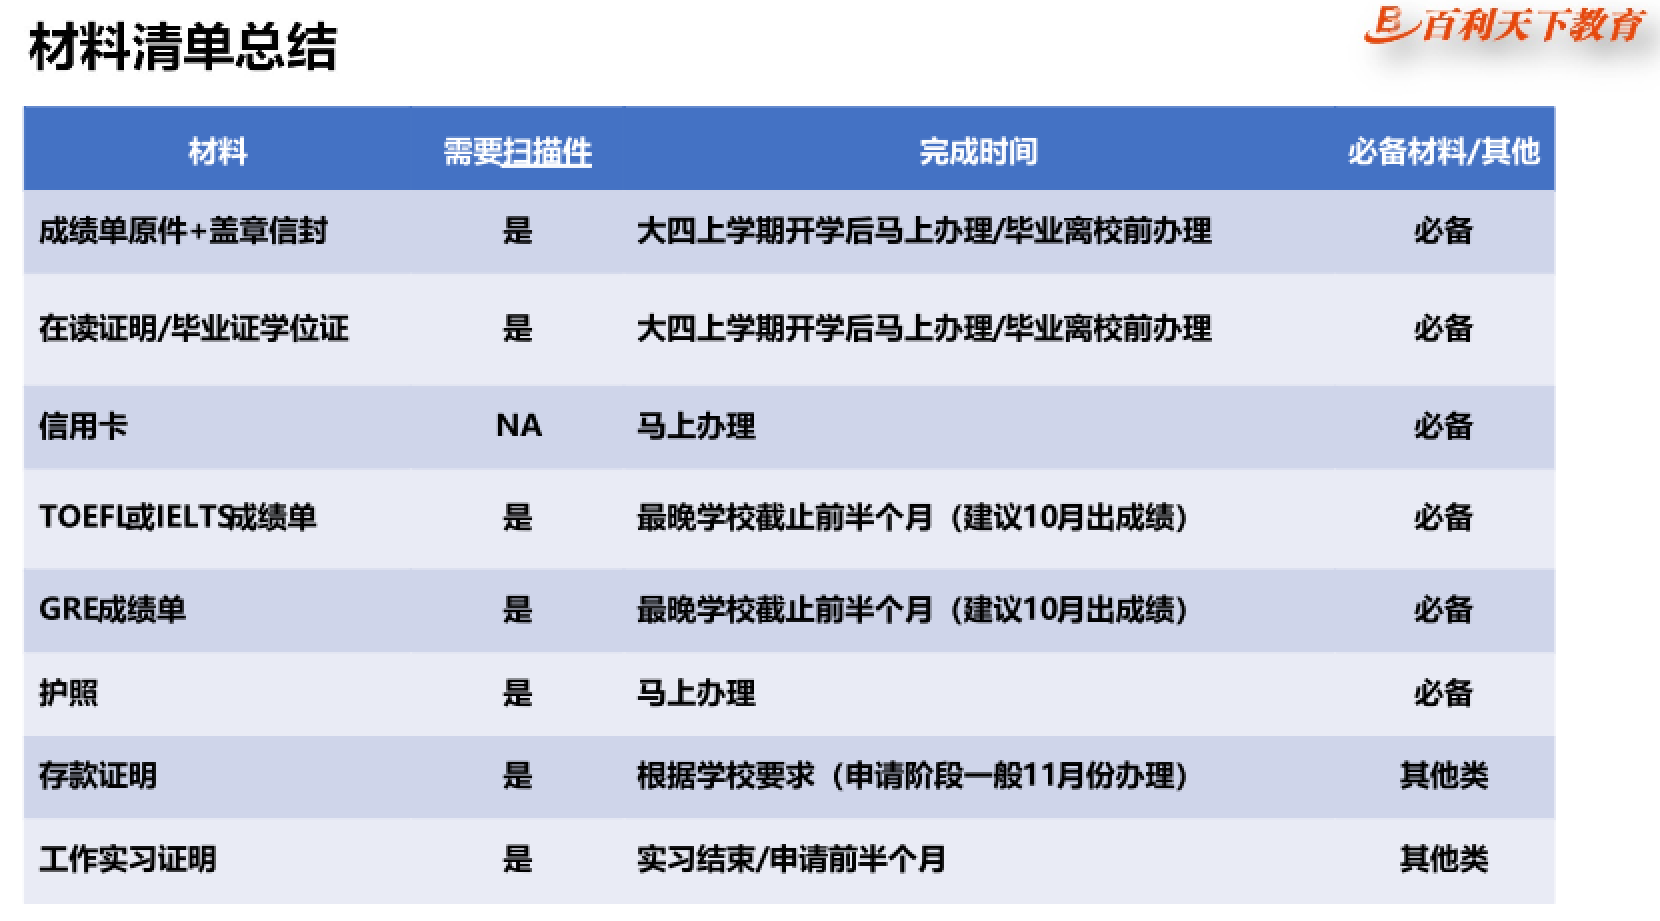 材料清单总结
百利天下教育
材料 需要扫描件 完成时间 必备材料/其他
成绩单原件+盖章信封 是 大四上学期开学后马上办理/毕业离校前办理 必备
在读证明/毕业证学位证 是 大四上学期开学后马上办理/毕业离校前办理 必备
信用卡 NA 马上办理 必备
TOEFL或IELTS成绩单 是 最晚学校截止前半个月（建议10月出成绩） 必备
GRE成绩单 是 最晚学校截止前半个月（建议10月出成绩） 必备
护照 是 马上办理 必备
存款证明 是 根据学校要求（申请阶段一般11月份办理） 其他类
工作实习证明 是 实习结束/申请前半个月 其他类